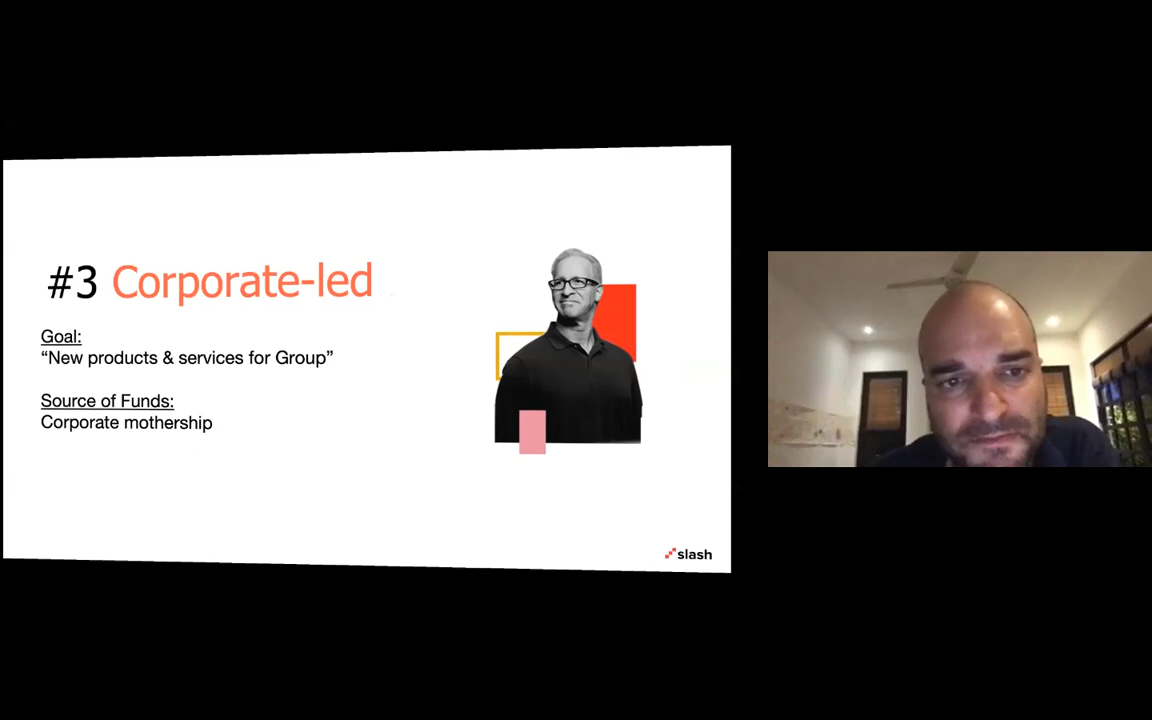 #3 Corporate-led
Goal:
“New products & services for Group”
Source of Funds:
Corporate mothership
slash